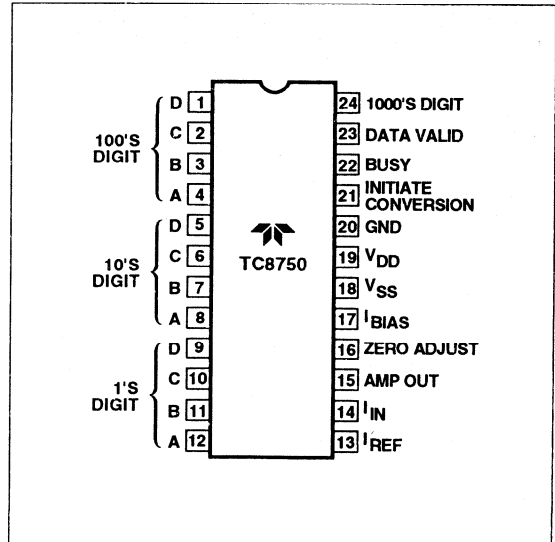 100'S
DIGIT
D 1
C 2
B 3
A 4
10'S
DIGIT
D 5
C 6
B 7
A 8
1'S
DIGIT
D 9
C 10
B 11
A 12
TC8750
24 1000'S DIGIT
23 DATA VALID
22 BUSY
21 INITIATE
CONVERSION
20 GND
19 VDD
18 VSS
17 IBIAS
16 ZERO ADJUST
15 AMP OUT
14 IIN
13 IREF